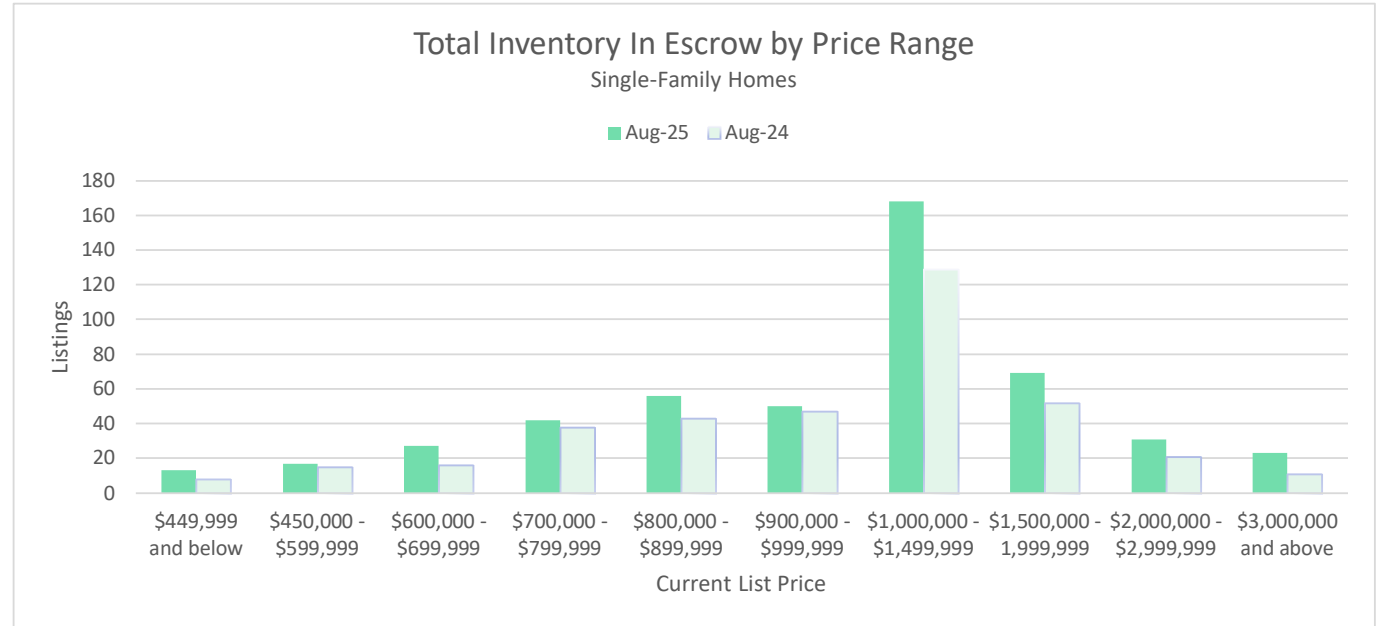 Total Inventory In Escrow by Price Range
Single-Family Homes
Aug-25 Aug-24
180
160
140
120
100
80
60
40
20
0
Listings
$449,999 $450,000 - $600,000 - $700,000 - $800,000 - $900,000 - $1,000,000 - $1,500,000 - $2,000,000 - $3,000,000
and below $599,999 $699,999 $799,999 $899,999 $999,999 $1,499,999 1,999,999 $2,999,999 and above
Current List Price